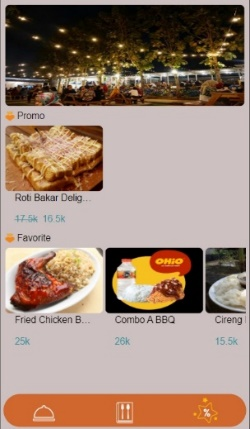 Promo
Roti Bakar Delig...
17.5k 16.5k
Favorite
OHiO
Fried Chicken B...
Combo A BBQ
Cireng I
25k
26k
15.5k
%